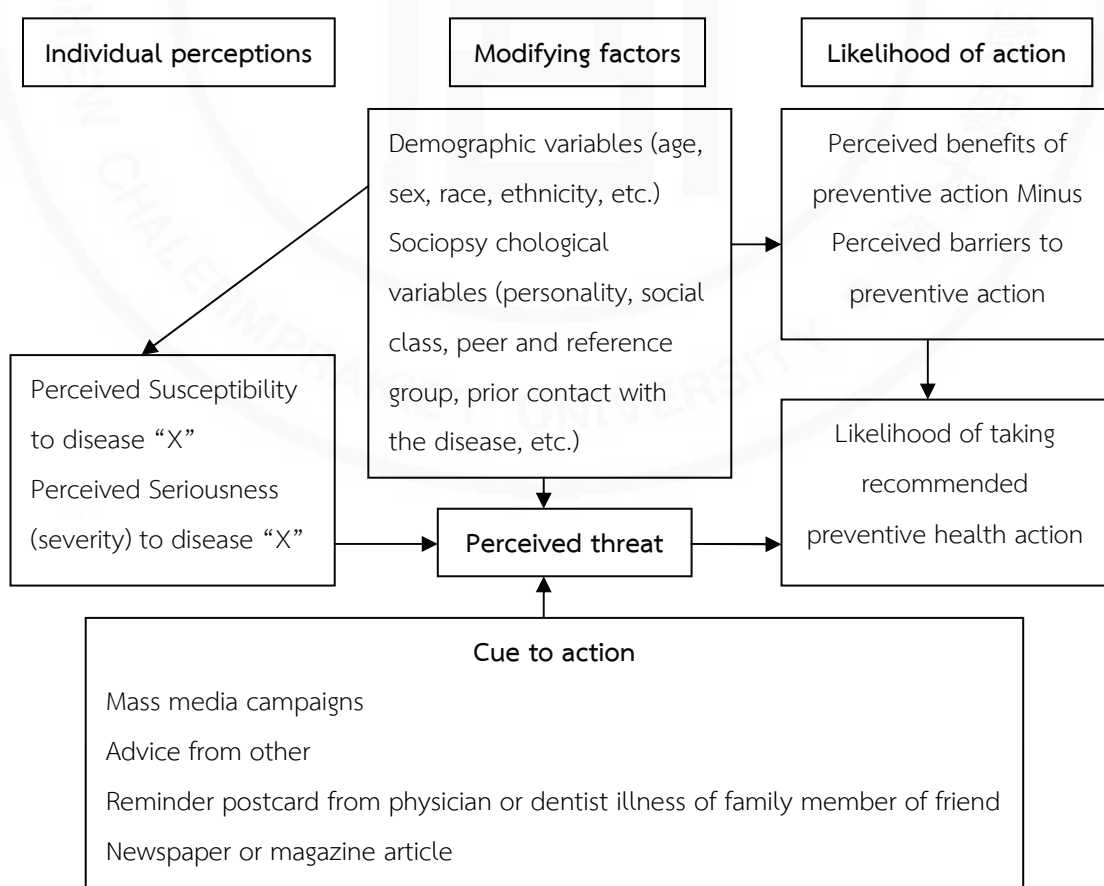 Individual perceptions
Modifying factors
Likelihood of action
Demographic variables (age,
sex, race, ethnicity, etc.)
Sociopsy chological
variables (personality, social
class, peer and reference
group, prior contact with
the disease, etc.)
Perceived benefits of
preventive action Minus
Perceived barriers to
preventive action
Perceived Susceptibility
to disease “X”
Perceived Seriousness
(severity) to disease “X”
Perceived threat
Likelihood of taking
recommended
preventive health action
Cue to action
Mass media campaigns
Advice from other
Reminder postcard from physician or dentist illness of family member of friend
Newspaper or magazine article
CHALERMPRAKIET UNIVERSITY